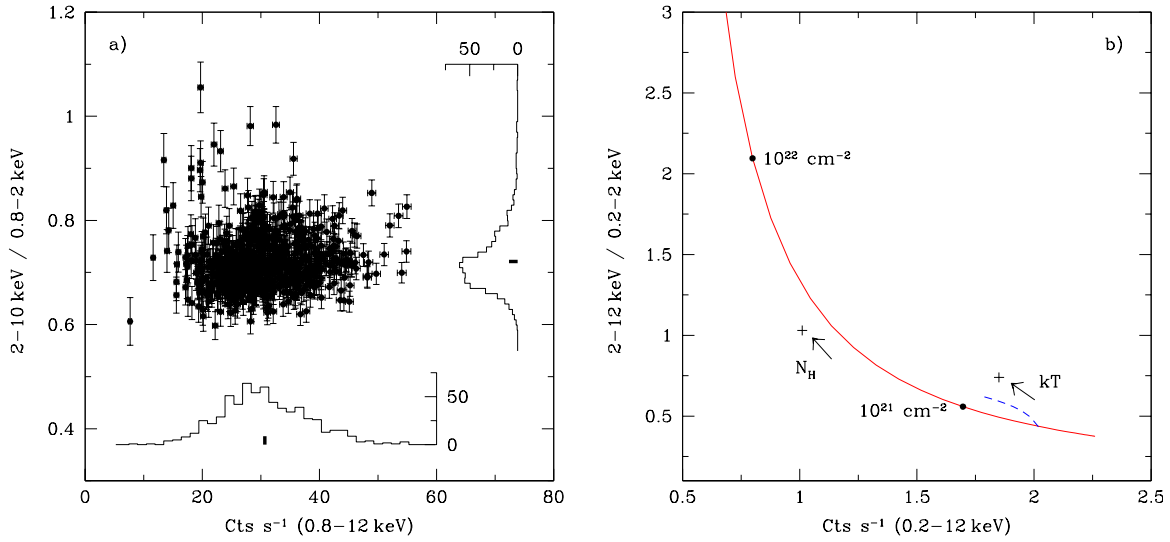 a)
50 0
1.2
1
0.8
0.6
0.4
2−10 keV / 0.8−2 keV
50
0
0 20 40 60 80
Cts s⁻¹ (0.8−12 keV)
b)
3
2.5
2
1.5
1
0.5
2−12 keV / 0.2−2 keV
10²² cm⁻²
N_H
kT
10²¹ cm⁻²
0.5 1 1.5 2 2.5
Cts s⁻¹ (0.2−12 keV)